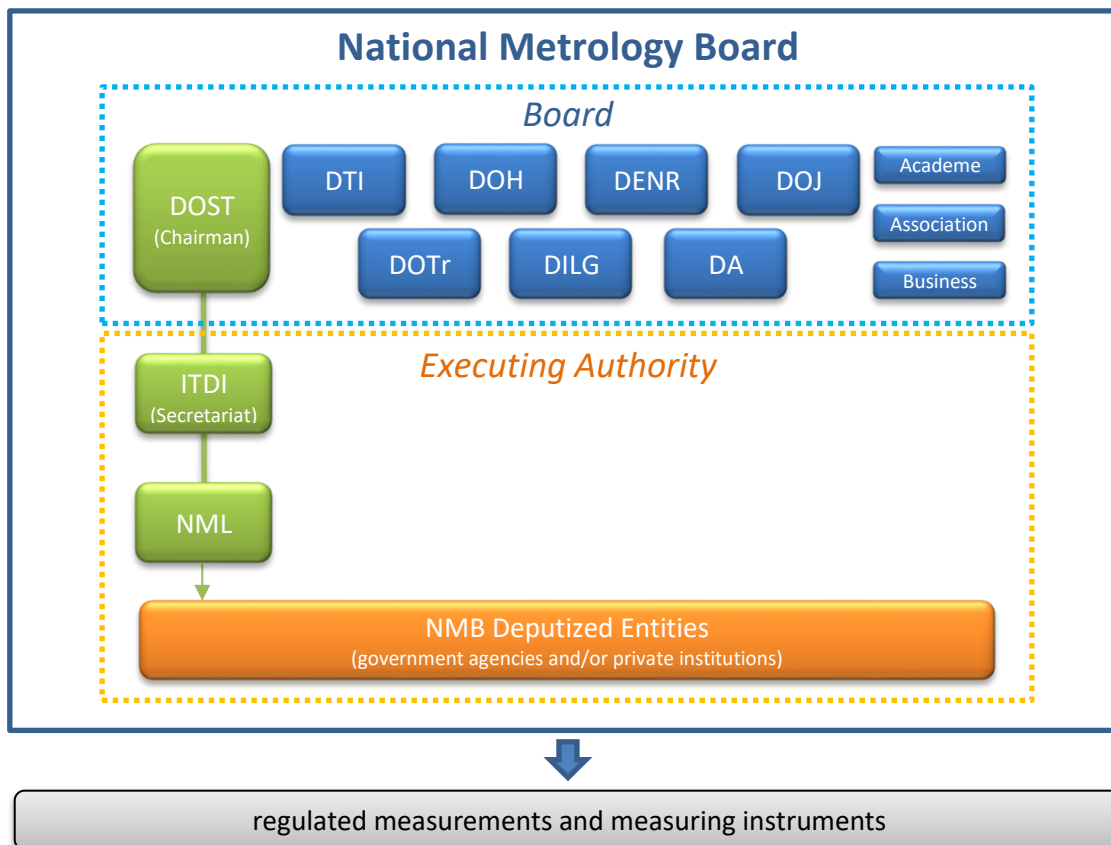 National Metrology Board
Board
DOST
(Chairman)
DTI
DOH
DENR
DOJ
Academe
Association
Business
DOTr
DILG
DA
Executing Authority
ITDI
(Secretariat)
NML
NMB Deputized Entities
(government agencies and/or private institutions)
regulated measurements and measuring instruments